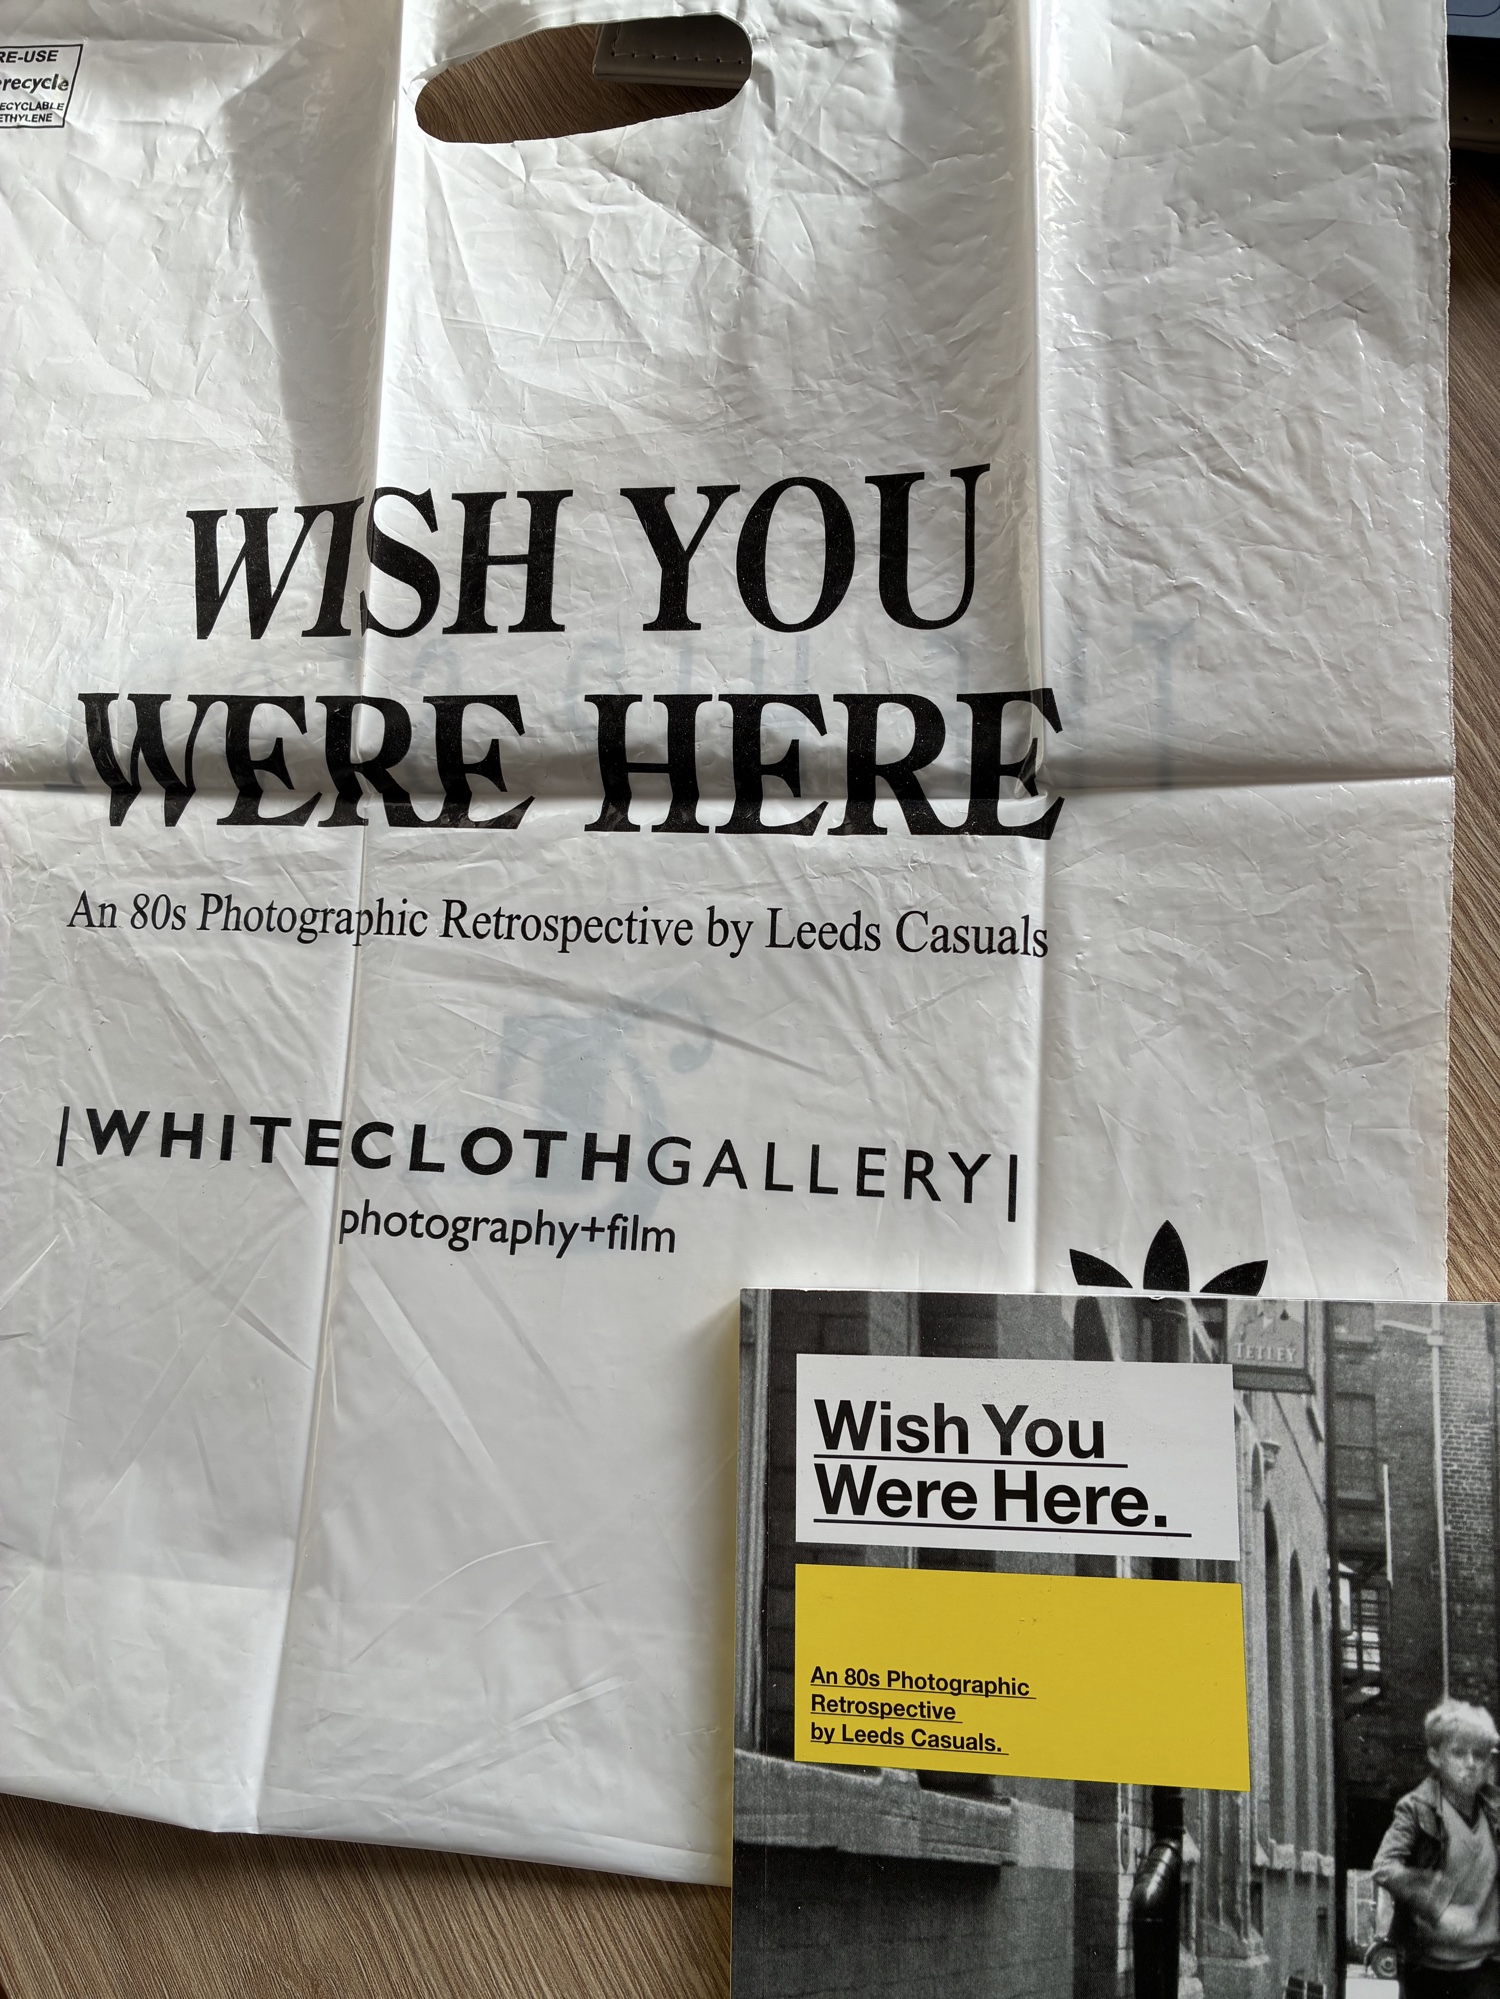 RE-USE
recycle
ECYCLABLE
ETHYLENE
WISH YOU
WERE HERE
An 80s Photographic Retrospective by Leeds Casuals
|WHITECLOTHGALLERY|
photography+film
TETLEY
Wish You
Were Here.
An 80s Photographic
Retrospective
by Leeds Casuals.